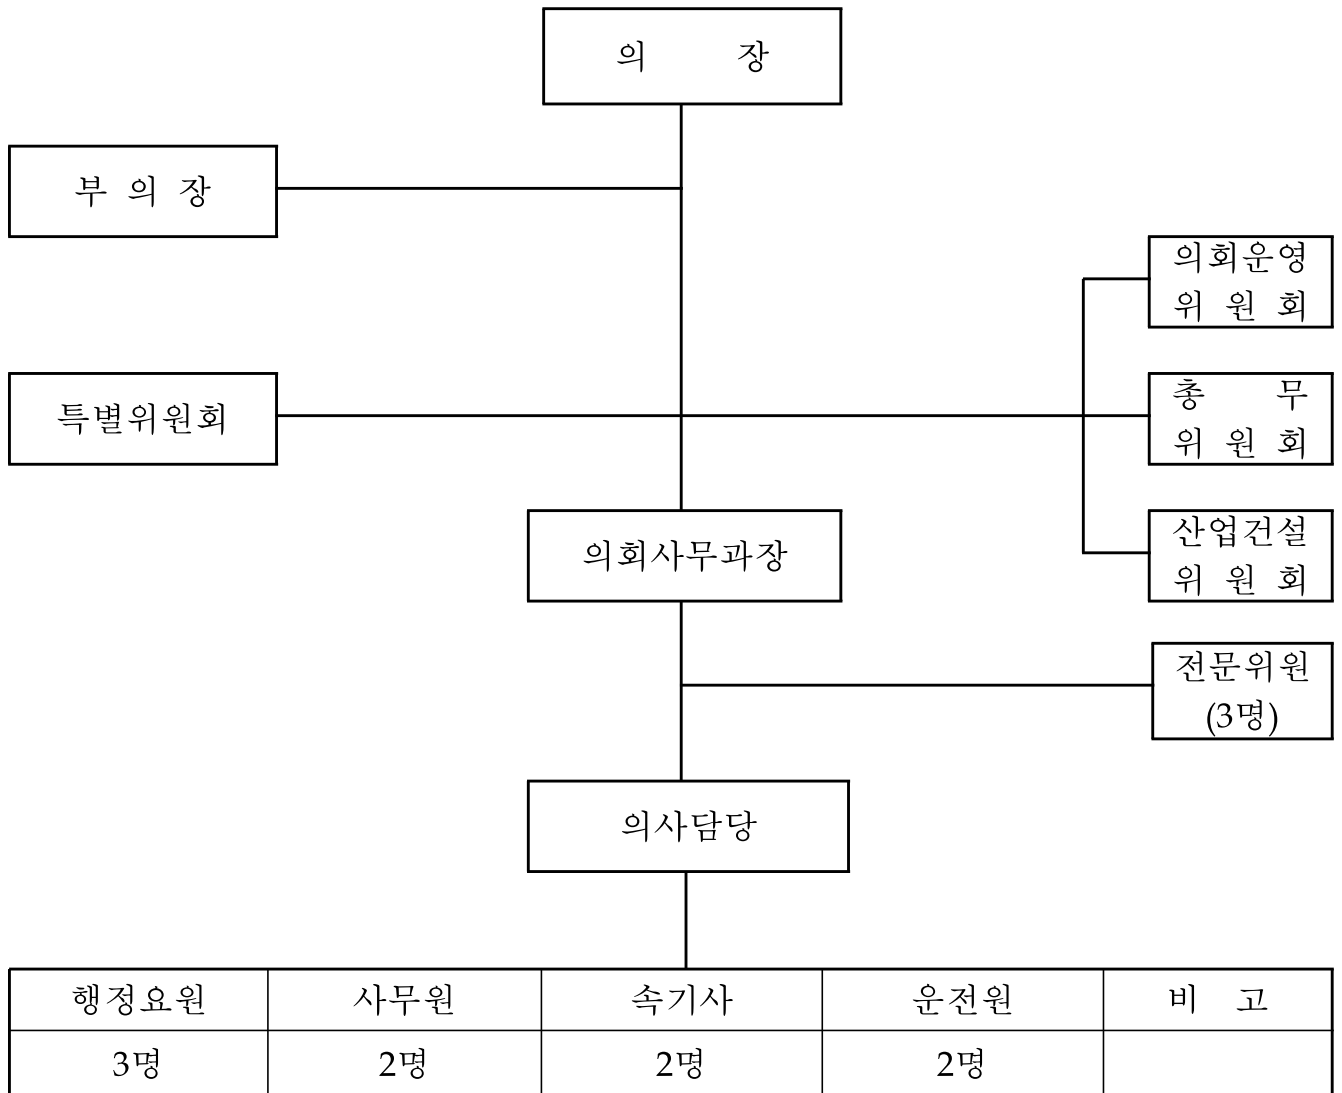 의 장
부 의 장
의회운영
위 원 회
특별위원회
총 무
위 원 회
의회사무과장
산업건설
위 원 회
전문위원
(3명)
의사담당
행정요원 사무원 속기사 운전원 비 고
3명 2명 2명 2명